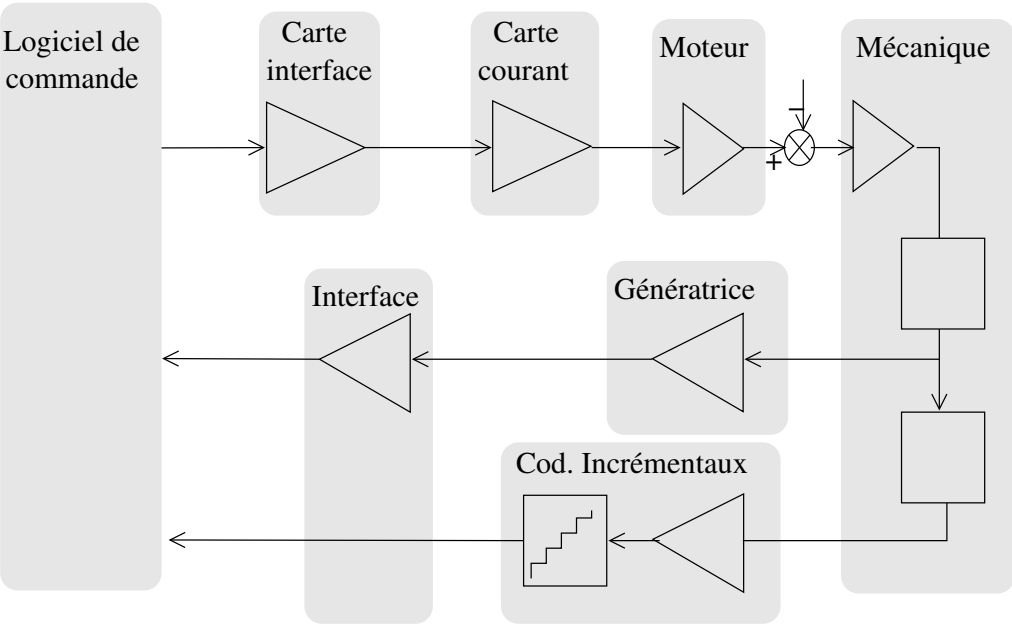 Logiciel de
commande
Carte
interface
Carte
courant
Moteur
Mécanique
−
+
Interface
Génératrice
Cod. Incrémentaux